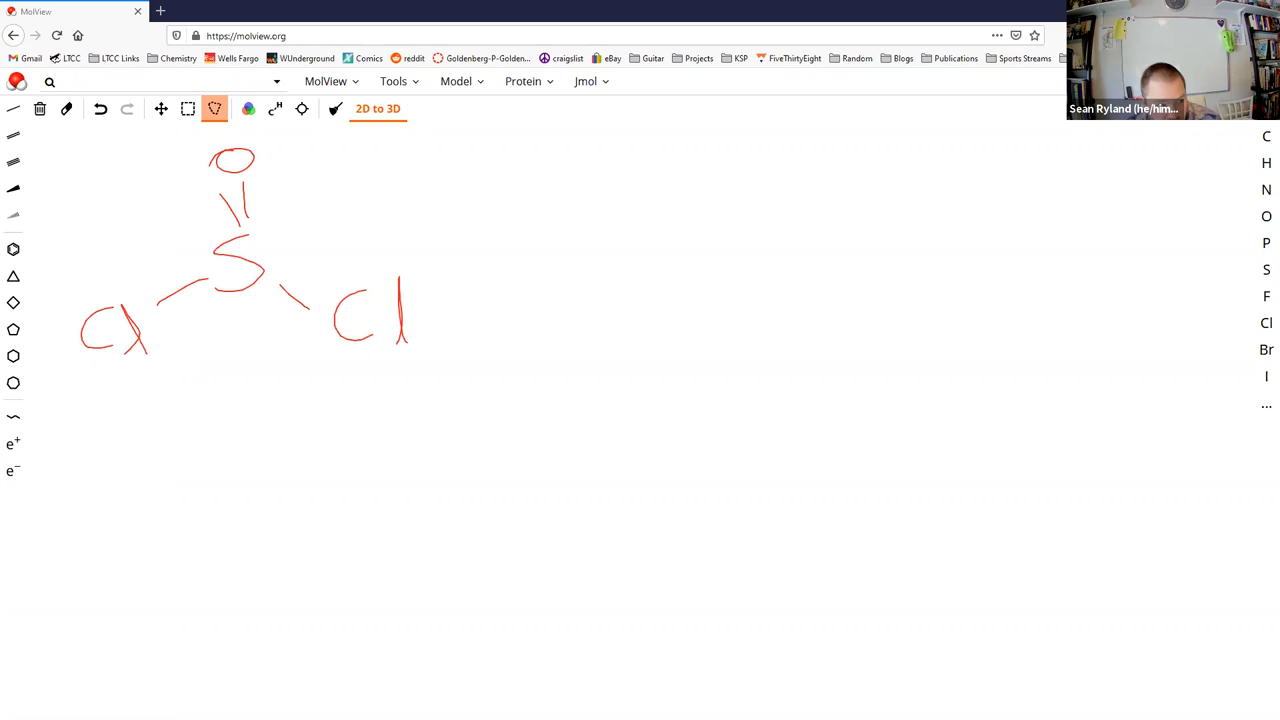 MolView
https://molview.org
Gmail LTCC LTCC Links Chemistry Wells Fargo WUnderground Comics reddit Goldenberg-P-Golden... craigslist eBay Guitar Projects KSP FiveThirtyEight Random Blogs Publications Sports Streams
MolView Tools Model Protein Jmol
2D to 3D
Sean Ryland (he/him...
O
S
Cl Cl
C
H
N
O
P
S
F
Cl
Br
I
...
e+
e−